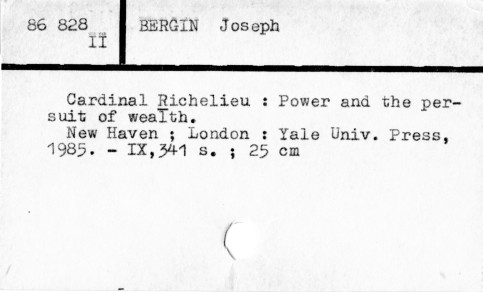 86 828 BERGIN Joseph
II
Cardinal Richelieu : Power and the per-
suit of wealth.
New Haven ; London : Yale Univ. Press,
1985. - IX,341 s. ; 25 cm